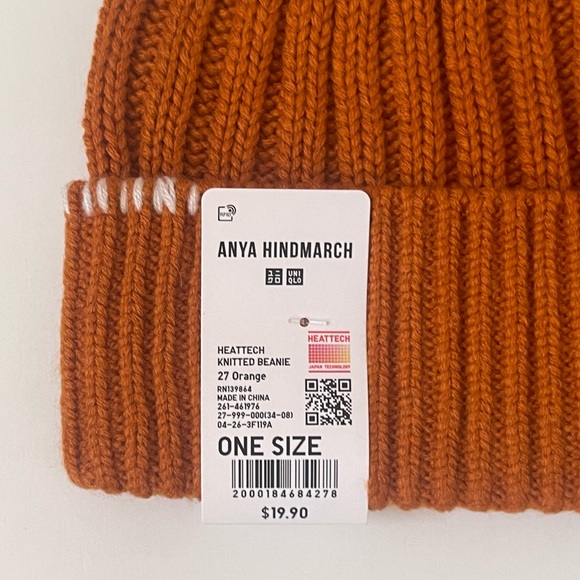 RFID
ANYA HINDMARCH
ユニ UNI
クロ QLO
HEATTECH
JAPAN TECHNOLOGY
HEATTECH
KNITTED BEANIE
27 Orange
RN139864
MADE IN CHINA
261-461976
27-999-000(34-08)
04-26-3F119A
ONE SIZE
2000184684278
$19.90